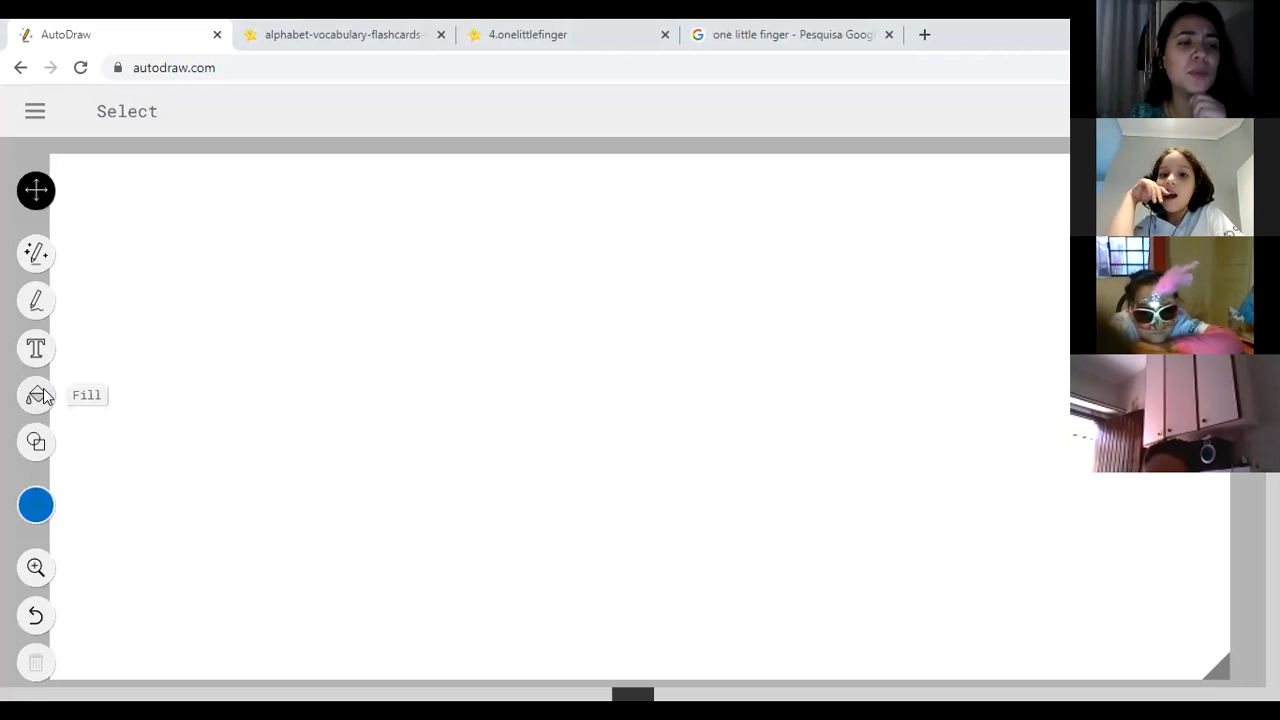 AutoDraw
alphabet-vocabulary-flashcards-
4.onelittlefinger
one little finger - Pesquisa Goog
autodraw.com
Select
T
Fill